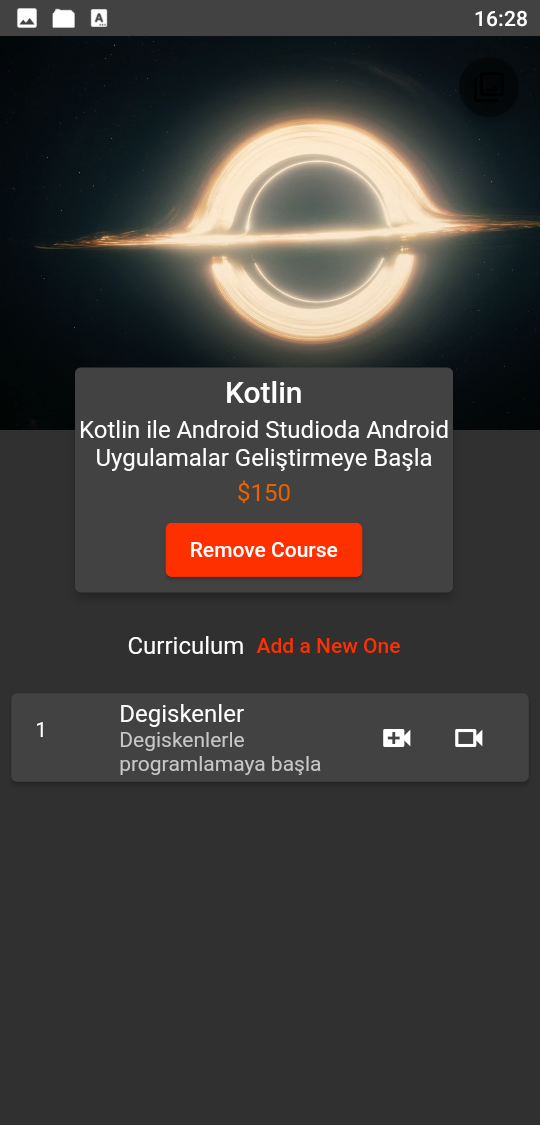 16:28
Kotlin
Kotlin ile Android Studioda Android
Uygulamalar Geliştirmeye Başla
$150
Remove Course
Curriculum Add a New One
1
Degiskenler
Degiskenlerle
programlamaya başla